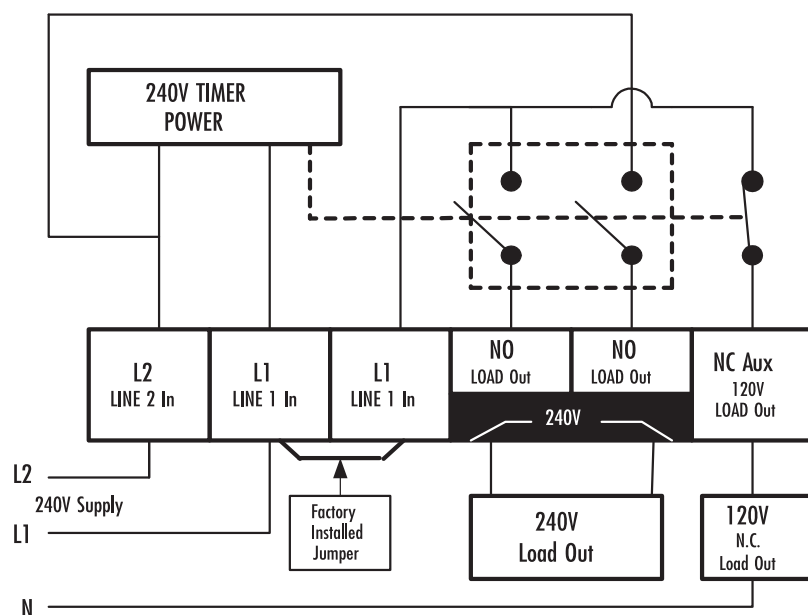 240V TIMER
POWER
L2
LINE 2 In
L1
LINE 1 In
L1
LINE 1 In
NO
LOAD Out
NO
LOAD Out
NC Aux
120V
LOAD Out
240V
L2
240V Supply
L1
Factory
Installed
Jumper
240V
Load Out
120V
N.C.
Load Out
N